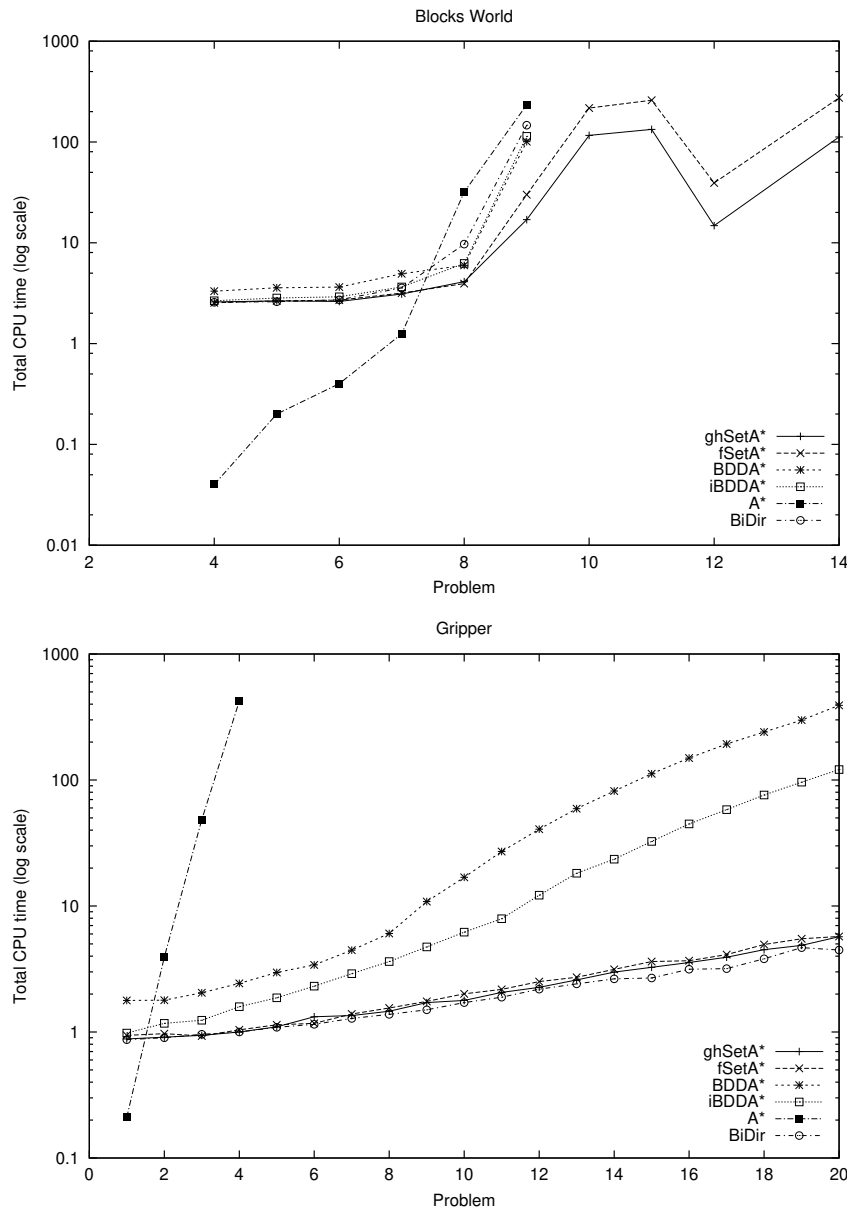 Blocks World
1000
100
10
1
0.1
0.01
Total CPU time (log scale)
2 4 6 8 10 12 14
Problem
ghSetA*
fSetA*
BDDA*
iBDDA*
A*
BiDir
Gripper
1000
100
10
1
0.1
Total CPU time (log scale)
0 2 4 6 8 10 12 14 16 18 20
Problem
ghSetA*
fSetA*
BDDA*
iBDDA*
A*
BiDir